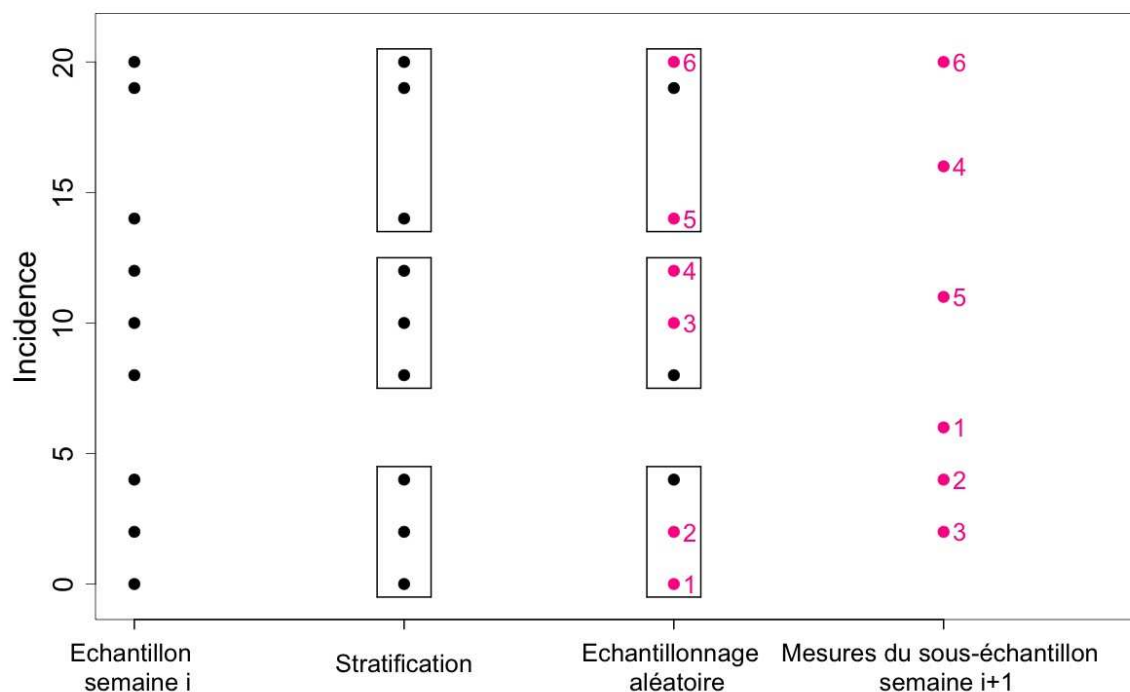 Incidence
20
15
10
5
0
6
5
4
3
2
1
6
4
5
1
2
3
Echantillon
semaine i
Stratification
Echantillonnage
aléatoire
Mesures du sous-échantillon
semaine i+1